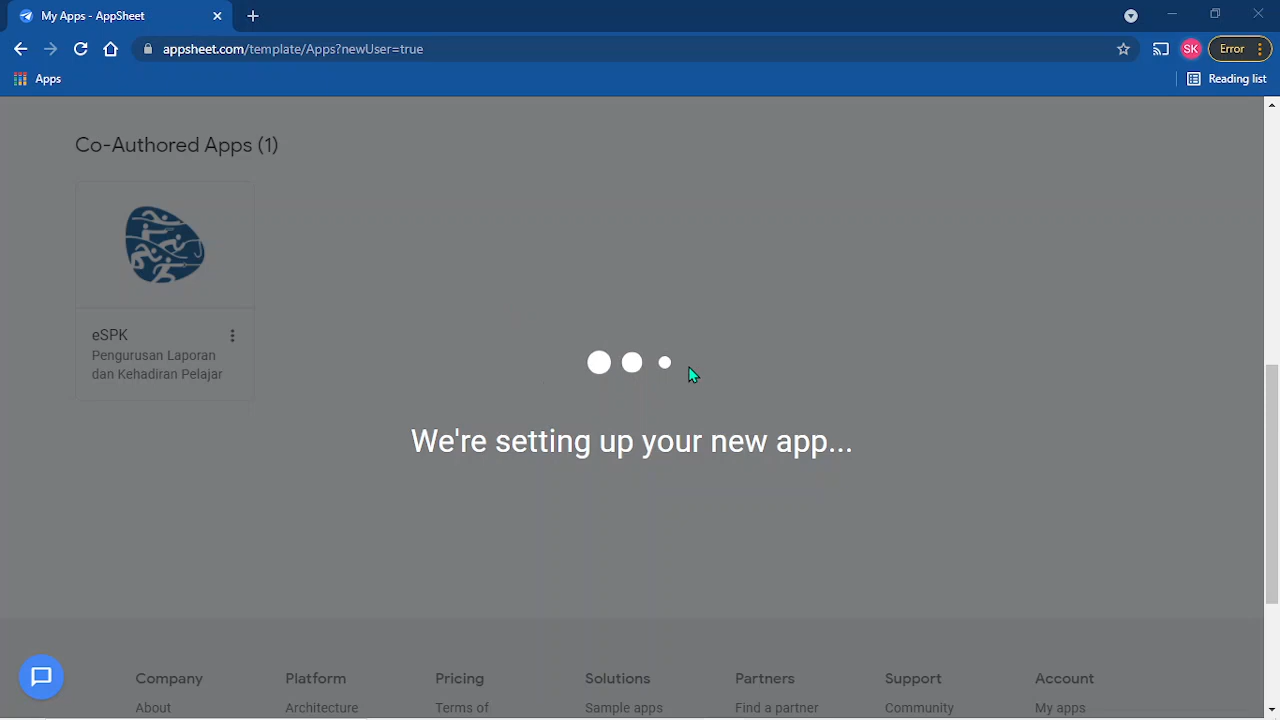 My Apps - AppSheet
appsheet.com/template/Apps?newUser=true
SK
Error
Apps
Reading list
Co-Authored Apps (1)
eSPK
Pengurusan Laporan
dan Kehadiran Pelajar
We're setting up your new app...
Company
Platform
Pricing
Solutions
Partners
Support
Account
About
Architecture
Terms of
Sample apps
Find a partner
Community
My apps